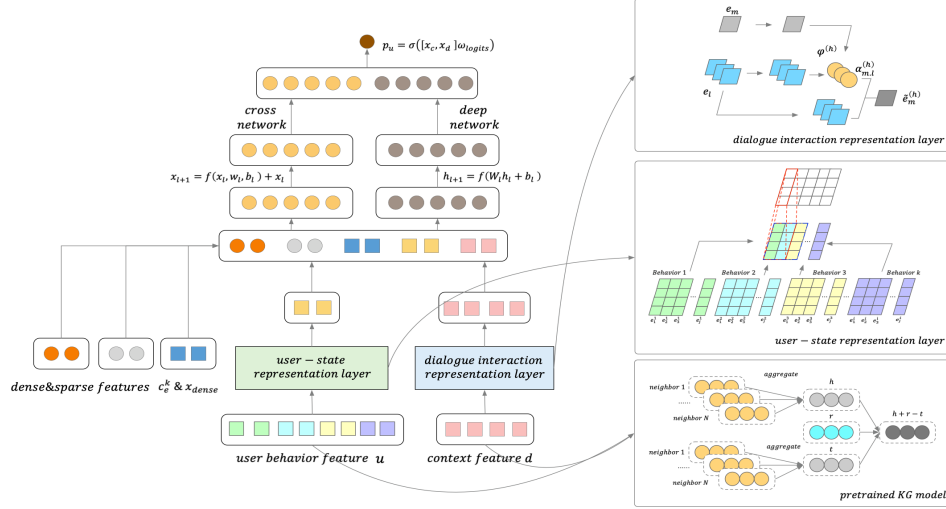 p_u = σ([x_c, x_d ]ω_logits)
cross
network
deep
network
x_{l+1} = f(x_l, w_l, b_l) + x_l
h_{l+1} = f(W_l h_l + b_l)
user − state
representation layer
dialogue interaction
representation layer
dense&sparse features
c_e^k & x_dense
user behavior feature u
context feature d
e_m
φ^(h)
α_{m,l}^(h)
e_l
ẽ_m^(h)
dialogue interaction representation layer
Behavior 1
Behavior 2
Behavior 3
Behavior k
user − state representation layer
neighbor 1
......
neighbor N
aggregate
h
r
h + r − t
neighbor 1
......
neighbor N
aggregate
t
pretrained KG model